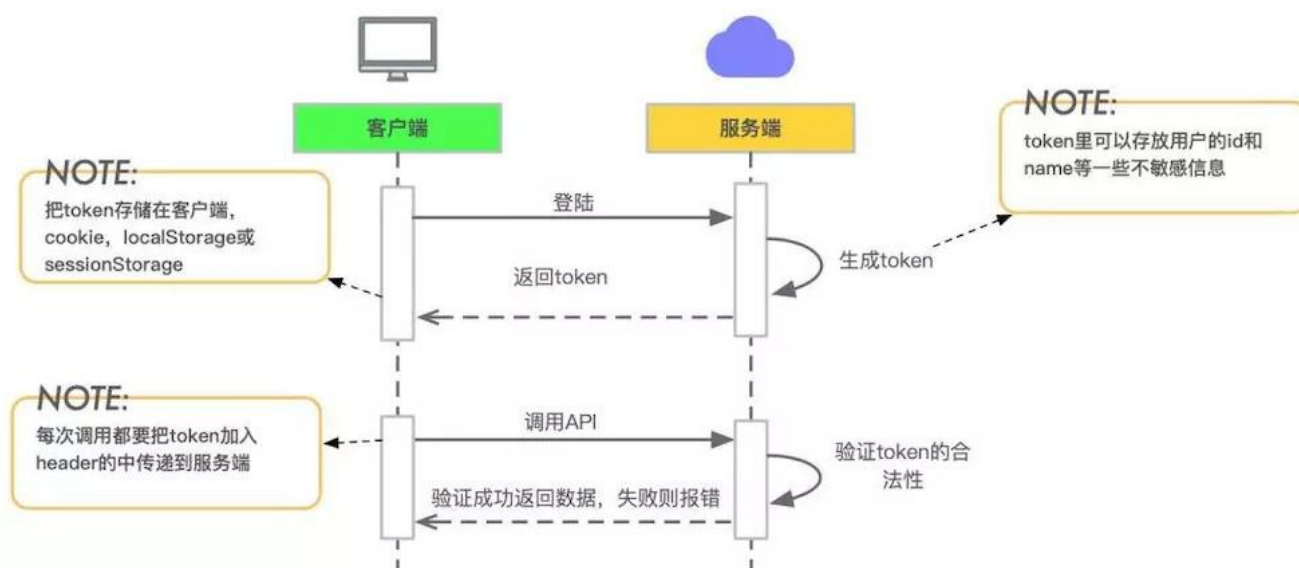 客户端
服务端
NOTE:
token里可以存放用户的id和
name等一些不敏感信息
NOTE:
把token存储在客户端，
cookie，localStorage或
sessionStorage
登陆
生成token
返回token
NOTE:
每次调用都要把token加入
header的中传递到服务端
调用API
验证token的合
法性
验证成功返回数据，失败则报错